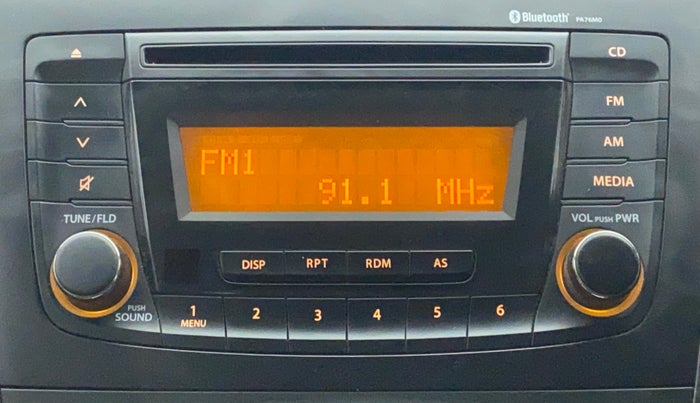 Bluetooth PA76M0
CD
FM
AM
MEDIA
FM1
91.1 MHz
TUNE/FLD
VOL PUSH PWR
DISP RPT RDM AS
PUSH
SOUND
1 2 3 4 5 6
MENU